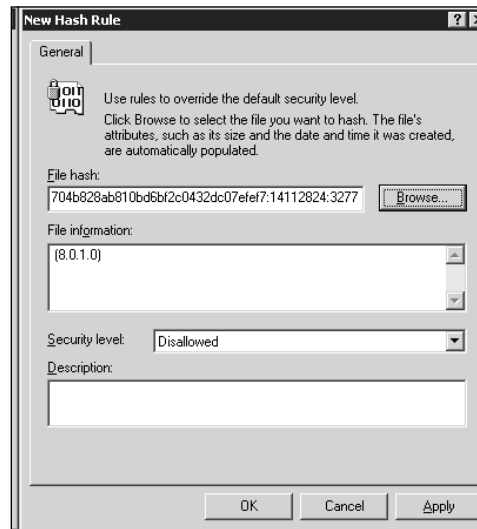 New Hash Rule
General
Use rules to override the default security level.
Click Browse to select the file you want to hash. The file's
attributes, such as its size and the date and time it was created,
are automatically populated.
File hash:
704b828ab810bd6bf2c0432dc07efef7:14112824:3277
Browse...
File information:
(8.0.1.0)
Security level: Disallowed
Description:
OK Cancel Apply